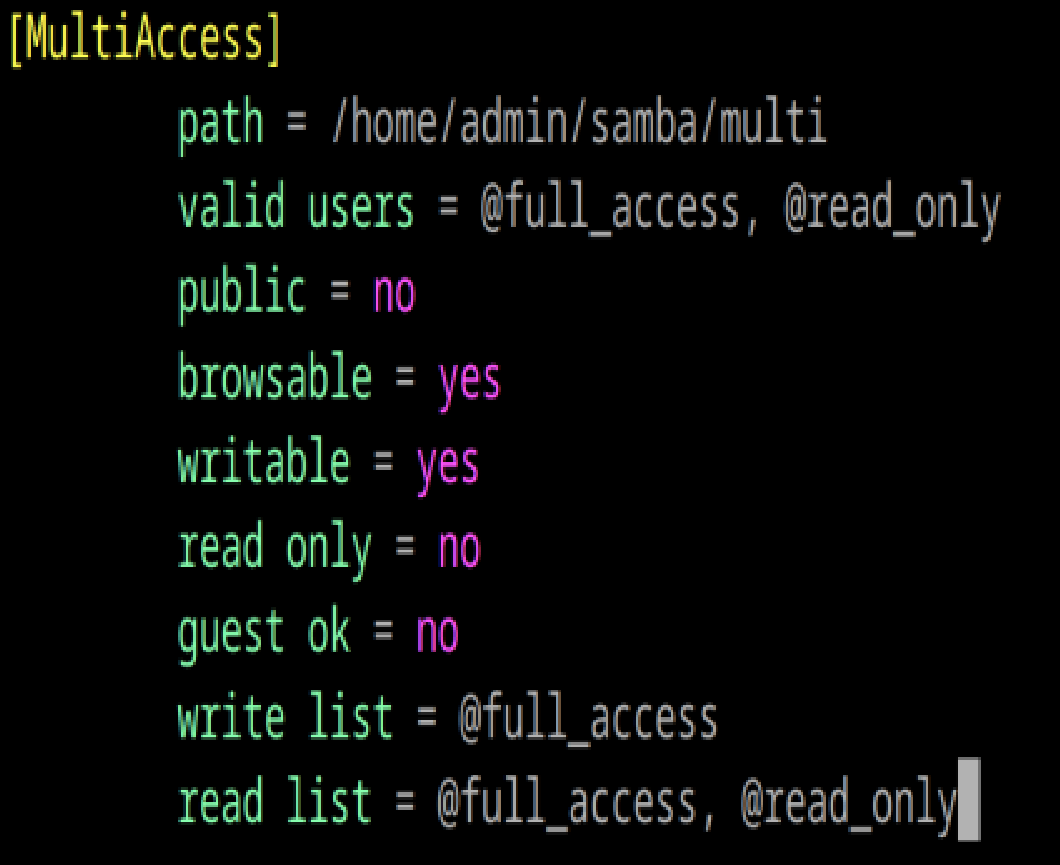 [MultiAccess]
path = /home/admin/samba/multi
valid users = @full_access, @read_only
public = no
browsable = yes
writable = yes
read only = no
guest ok = no
write list = @full_access
read list = @full_access, @read_only